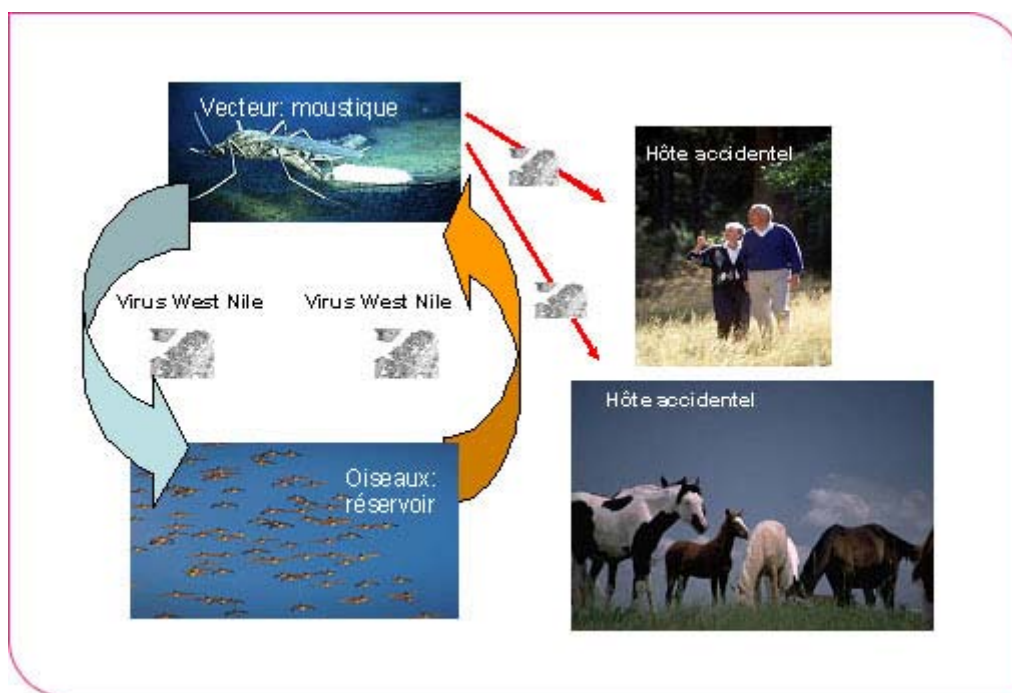 Vecteur: moustique
Hôte accidentel
Virus West Nile
Virus West Nile
Hôte accidentel
Oiseaux:
réservoir